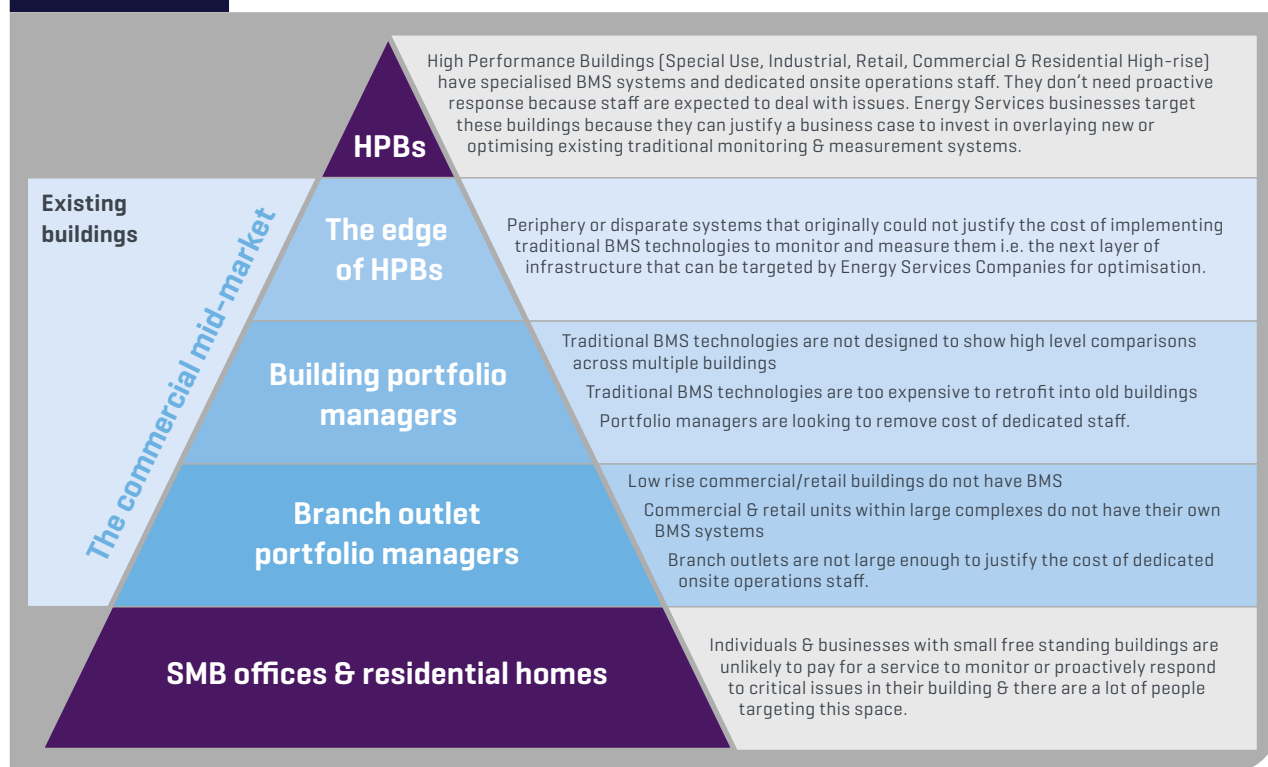 High Performance Buildings (Special Use, Industrial, Retail, Commercial & Residential High-rise)
have specialised BMS systems and dedicated onsite operations staff. They don’t need proactive
response because staff are expected to deal with issues. Energy Services businesses target
these buildings because they can justify a business case to invest in overlaying new or
optimising existing traditional monitoring & measurement systems.
HPBs
Existing
buildings
The commercial mid-market
The edge
of HPBs
Periphery or disparate systems that originally could not justify the cost of implementing
traditional BMS technologies to monitor and measure them i.e. the next layer of
infrastructure that can be targeted by Energy Services Companies for optimisation.
Building portfolio
managers
Traditional BMS technologies are not designed to show high level comparisons
across multiple buildings
Traditional BMS technologies are too expensive to retrofit into old buildings
Portfolio managers are looking to remove cost of dedicated staff.
Branch outlet
portfolio managers
Low rise commercial/retail buildings do not have BMS
Commercial & retail units within large complexes do not have their own
BMS systems
Branch outlets are not large enough to justify the cost of dedicated
onsite operations staff.
SMB offices & residential homes
Individuals & businesses with small free standing buildings are
unlikely to pay for a service to monitor or proactively respond
to critical issues in their building & there are a lot of people
targeting this space.